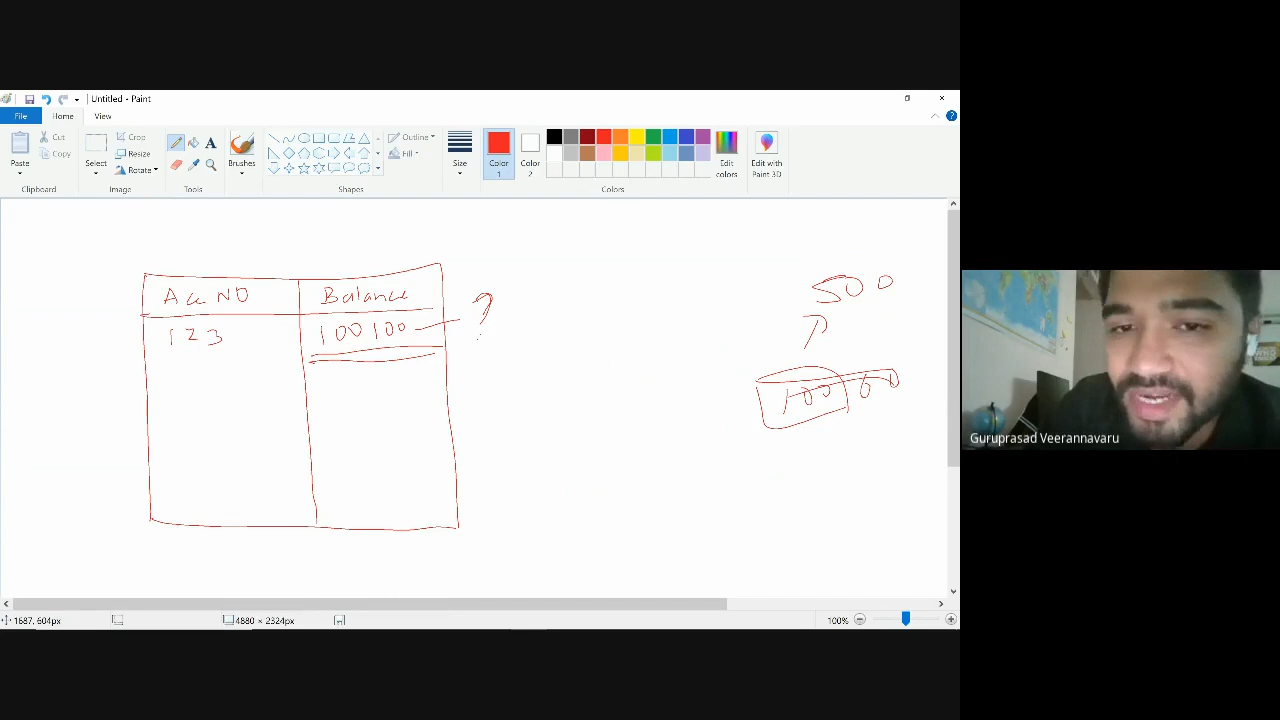 Untitled - Paint
File
Home
View
Paste
Cut
Copy
Clipboard
Select
Crop
Resize
Rotate
Image
A
Tools
Brushes
Outline
Fill
Shapes
Size
Color 1
Color 2
Edit colors
Colors
Edit with Paint 3D
Acc NO
Balance
123
100100
?
500
10000
Guruprasad Veerannavaru
1687, 604px
4880 × 2324px
100%